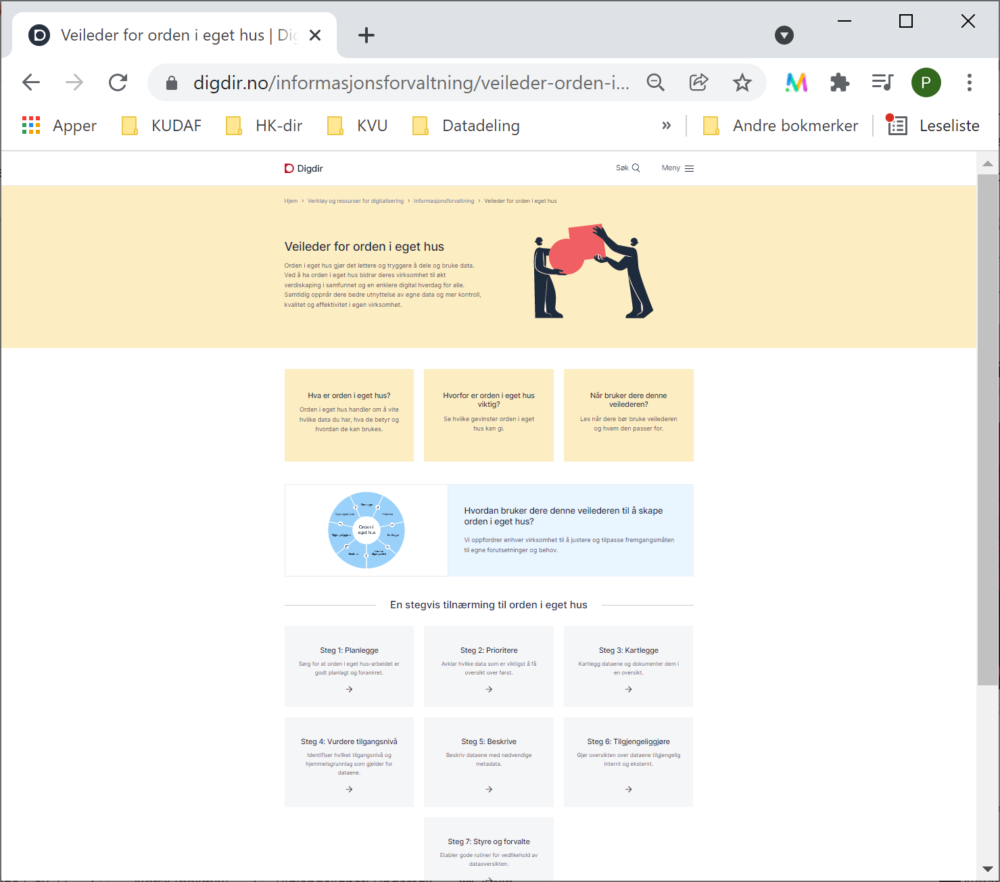 Veileder for orden i eget hus | Dig
digdir.no/informasjonsforvaltning/veileder-orden-i...
P
Apper
KUDAF
HK-dir
KVU
Datadeling
»
Andre bokmerker
Leseliste
Digdir
Søk
Meny
Hjem › Verktøy og ressurser for digitalisering › Informasjonsforvaltning › Veileder for orden i eget hus
Veileder for orden i eget hus
Orden i eget hus gjør det lettere og tryggere å dele og bruke data.
Ved å ha orden i eget hus bidrar deres virksomhet til økt
verdiskaping i samfunnet og en enklere digital hverdag for alle.
Samtidig oppnår dere bedre utnyttelse av egne data og mer kontroll,
kvalitet og effektivitet i egen virksomhet.
Hva er orden i eget hus?
Orden i eget hus handler om å vite
hvilke data du har, hva de betyr og
hvordan de kan brukes.
Hvorfor er orden i eget hus
viktig?
Se hvilke gevinster orden i eget
hus kan gi.
Når bruker dere denne
veilederen?
Les når dere bør bruke veilederen
og hvem den passer for.
Planlegge
Prioritere
Kartlegge
Vurdere
tilgangsnivå
Beskrive
Tilgjengeliggjøre
Styre og forvalte
Orden i
eget hus
Hvordan bruker dere denne veilederen til å skape
orden i eget hus?
Vi oppfordrer enhver virksomhet til å justere og tilpasse fremgangsmåten
til egne forutsetninger og behov.
En stegvis tilnærming til orden i eget hus
Steg 1: Planlegge
Sørg for at orden i eget hus-arbeidet er
godt planlagt og forankret.
Steg 2: Prioritere
Avklar hvilke data som er viktigst å få
oversikt over først.
Steg 3: Kartlegge
Kartlegg dataene og dokumenter dem i
en oversikt.
Steg 4: Vurdere tilgangsnivå
Identifiser hvilket tilgangsnivå og
hjemmelsgrunnlag som gjelder for
dataene.
Steg 5: Beskrive
Beskriv dataene med nødvendige
metadata.
Steg 6: Tilgjengeliggjøre
Gjør oversikten over dataene tilgjengelig
internt og eksternt.
Steg 7: Styre og forvalte
Etabler gode rutiner for vedlikehold av
dataoversikten.